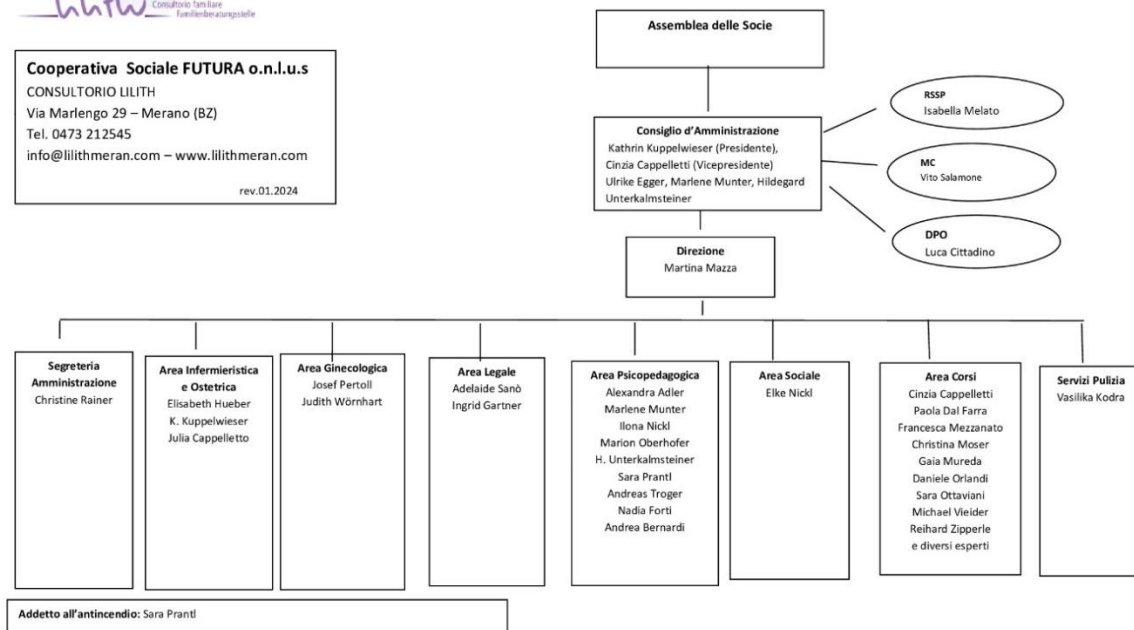 Consultorio familiare
Familienberatungsstelle
Cooperativa Sociale FUTURA o.n.l.u.s
CONSULTORIO LILITH
Via Marlengo 29 – Merano (BZ)
Tel. 0473 212545
info@lilithmeran.com – www.lilithmeran.com
rev.01.2024
Assemblea delle Socie
Consiglio d'Amministrazione
Kathrin Kuppelwieser (Presidente),
Cinzia Cappelletti (Vicepresidente)
Ulrike Egger, Marlene Munter, Hildegard
Unterkalmsteiner
RSSP
Isabella Melato
MC
Vito Salamone
DPO
Luca Cittadino
Direzione
Martina Mazza
Segreteria
Amministrazione
Christine Rainer
Area Infermieristica
e Ostetrica
Elisabeth Hueber
K. Kuppelwieser
Julia Cappelletto
Area Ginecologica
Josef Pertoll
Judith Wörnhart
Area Legale
Adelaide Sanò
Ingrid Gartner
Area Psicopedagogica
Alexandra Adler
Marlene Munter
Ilona Nickl
Marion Oberhofer
H. Unterkalmsteiner
Sara Prantl
Andreas Troger
Nadia Forti
Andrea Bernardi
Area Sociale
Elke Nickl
Area Corsi
Cinzia Cappelletti
Paola Dal Farra
Francesca Mezzanato
Christina Moser
Gaia Mureda
Daniele Orlandi
Sara Ottaviani
Michael Vieider
Reihard Zipperle
e diversi esperti
Servizi Pulizia
Vasilika Kodra
Addetto all'antincendio: Sara Prantl